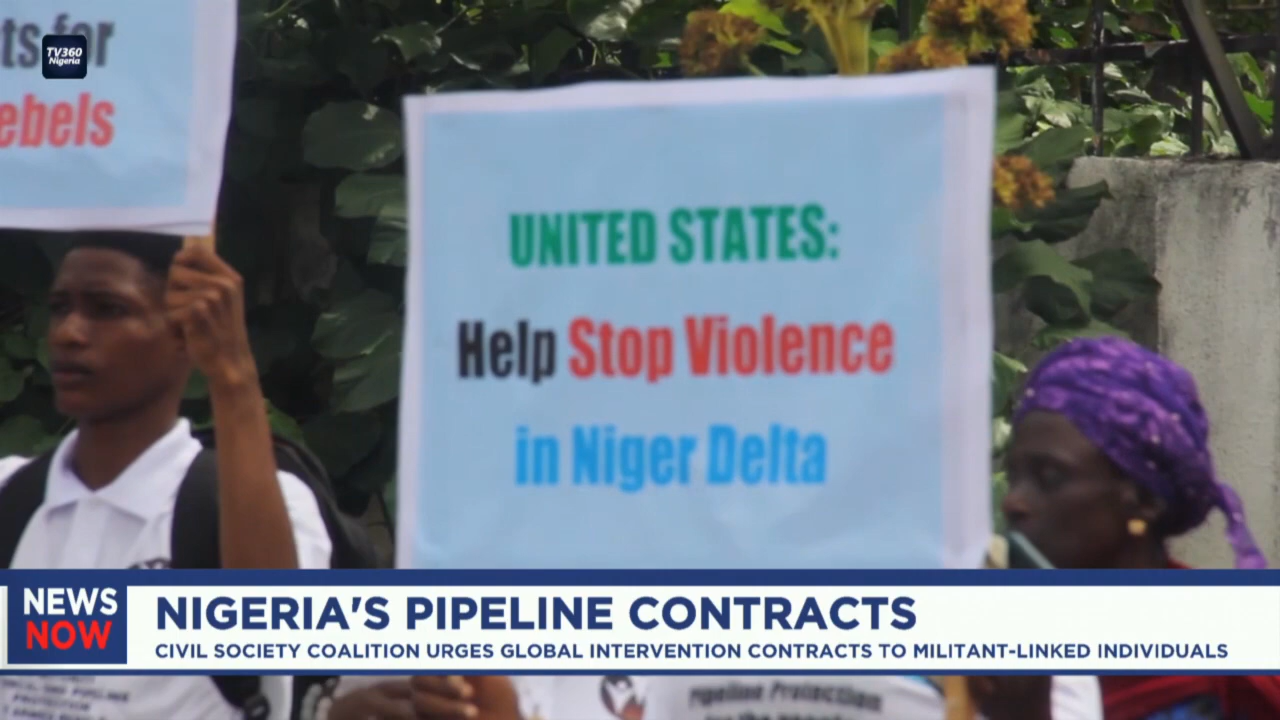 ts for
ebels
TV360
Nigeria
UNITED STATES:
Help Stop Violence
in Niger Delta
NEWS
NOW
NIGERIA'S PIPELINE CONTRACTS
CIVIL SOCIETY COALITION URGES GLOBAL INTERVENTION CONTRACTS TO MILITANT-LINKED INDIVIDUALS
Pipeline Protection